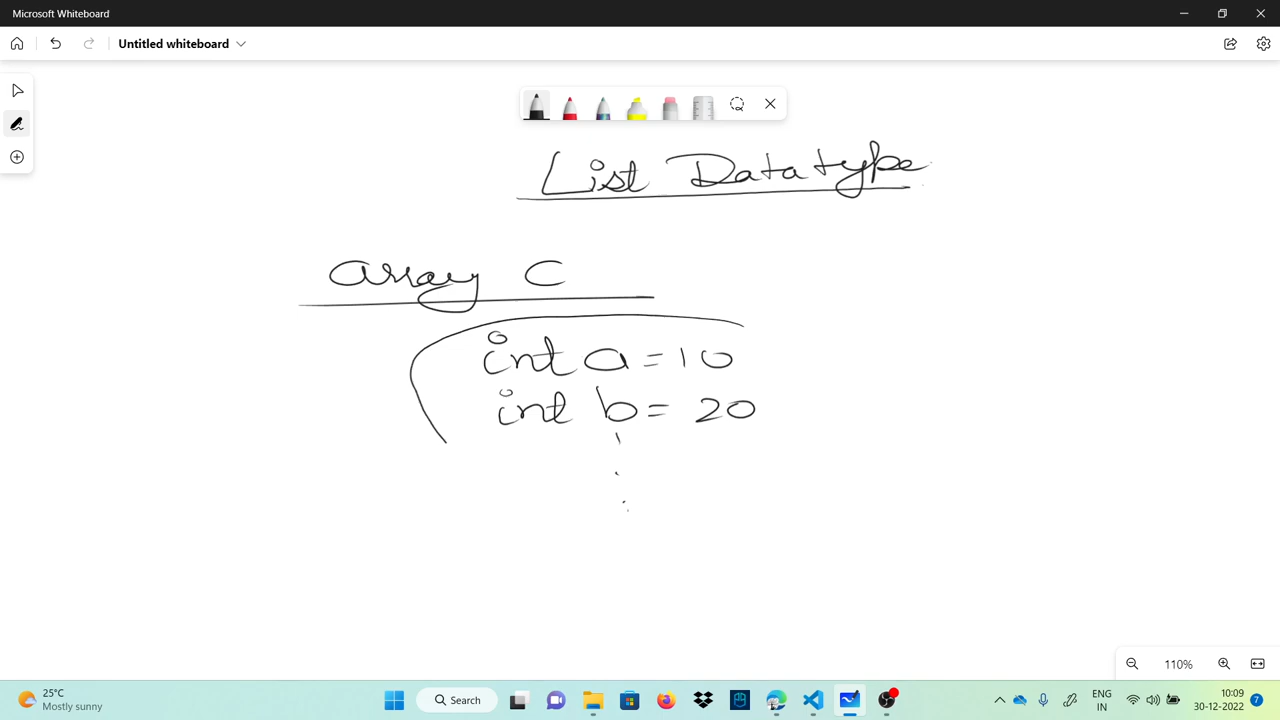 Microsoft Whiteboard
Untitled whiteboard
List Datatype
array C
int a = 10
int b = 20
110%
25°C
Mostly sunny
Search
ENG
IN
10:09
30-12-2022
7